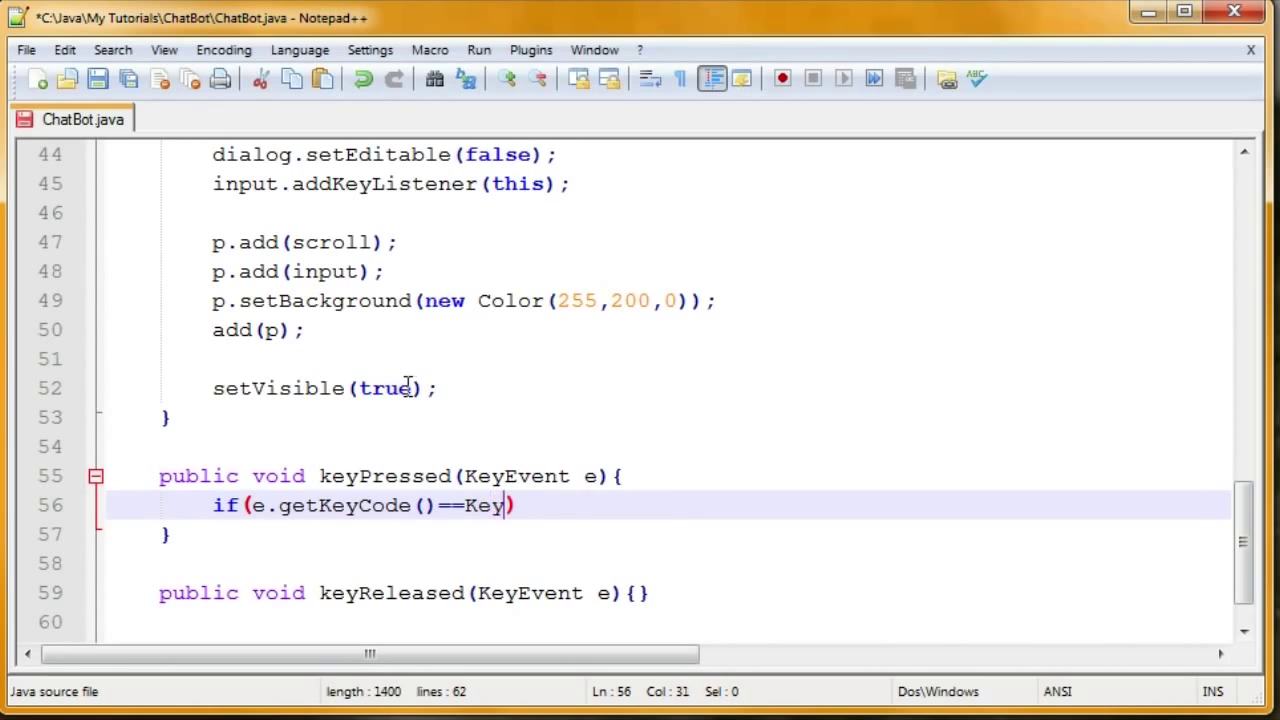 *C:\Java\My Tutorials\ChatBot\ChatBot.java - Notepad++
File Edit Search View Encoding Language Settings Macro Run Plugins Window ? X
ABC
ChatBot.java
44 dialog.setEditable(false);
45 input.addKeyListener(this);
46
47 p.add(scroll);
48 p.add(input);
49 p.setBackground(new Color(255,200,0));
50 add(p);
51
52 setVisible(true);
53 }
54
55 public void keyPressed(KeyEvent e){
56 if(e.getKeyCode()==Key)
57 }
58
59 public void keyReleased(KeyEvent e){}
60
Java source file length : 1400 lines : 62 Ln : 56 Col : 31 Sel : 0 Dos\Windows ANSI INS